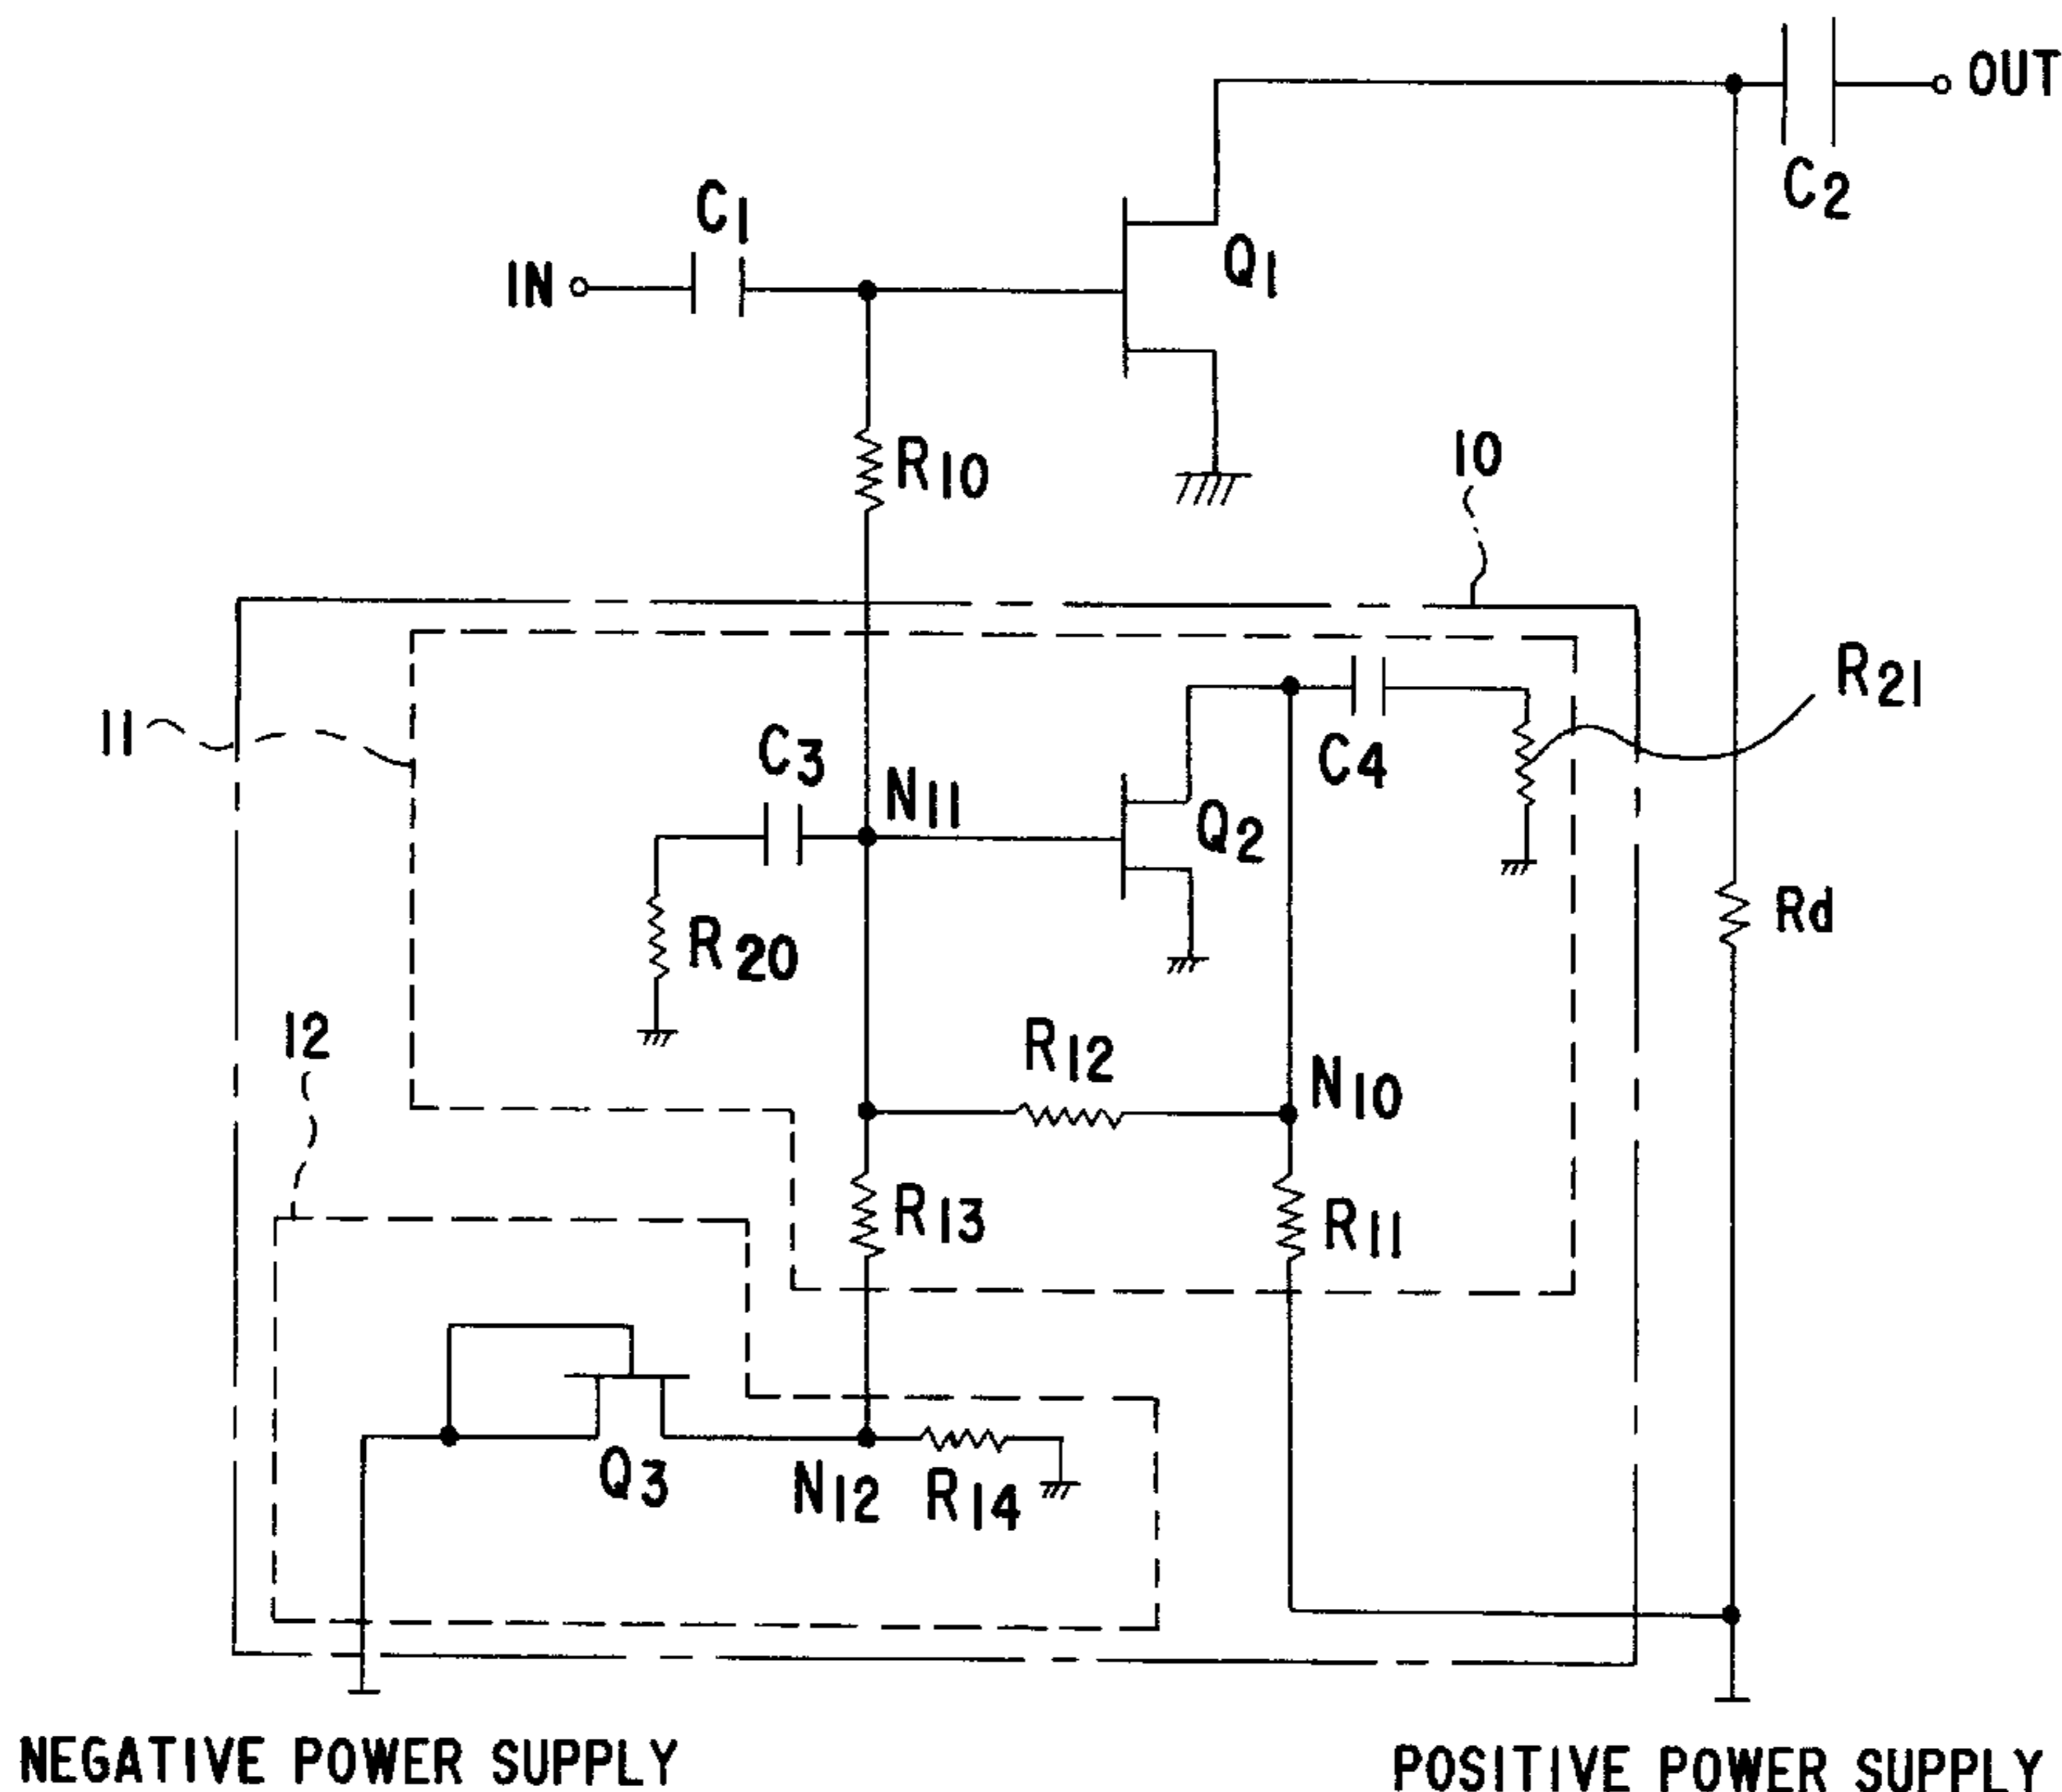 OUT
C2
C1
IN
Q1
R10
10
R21
11
C3
N11
C4
Q2
Rd
R20
12
R12
N10
R13
R11
Q3
N12
R14
NEGATIVE POWER SUPPLY
POSITIVE POWER SUPPLY